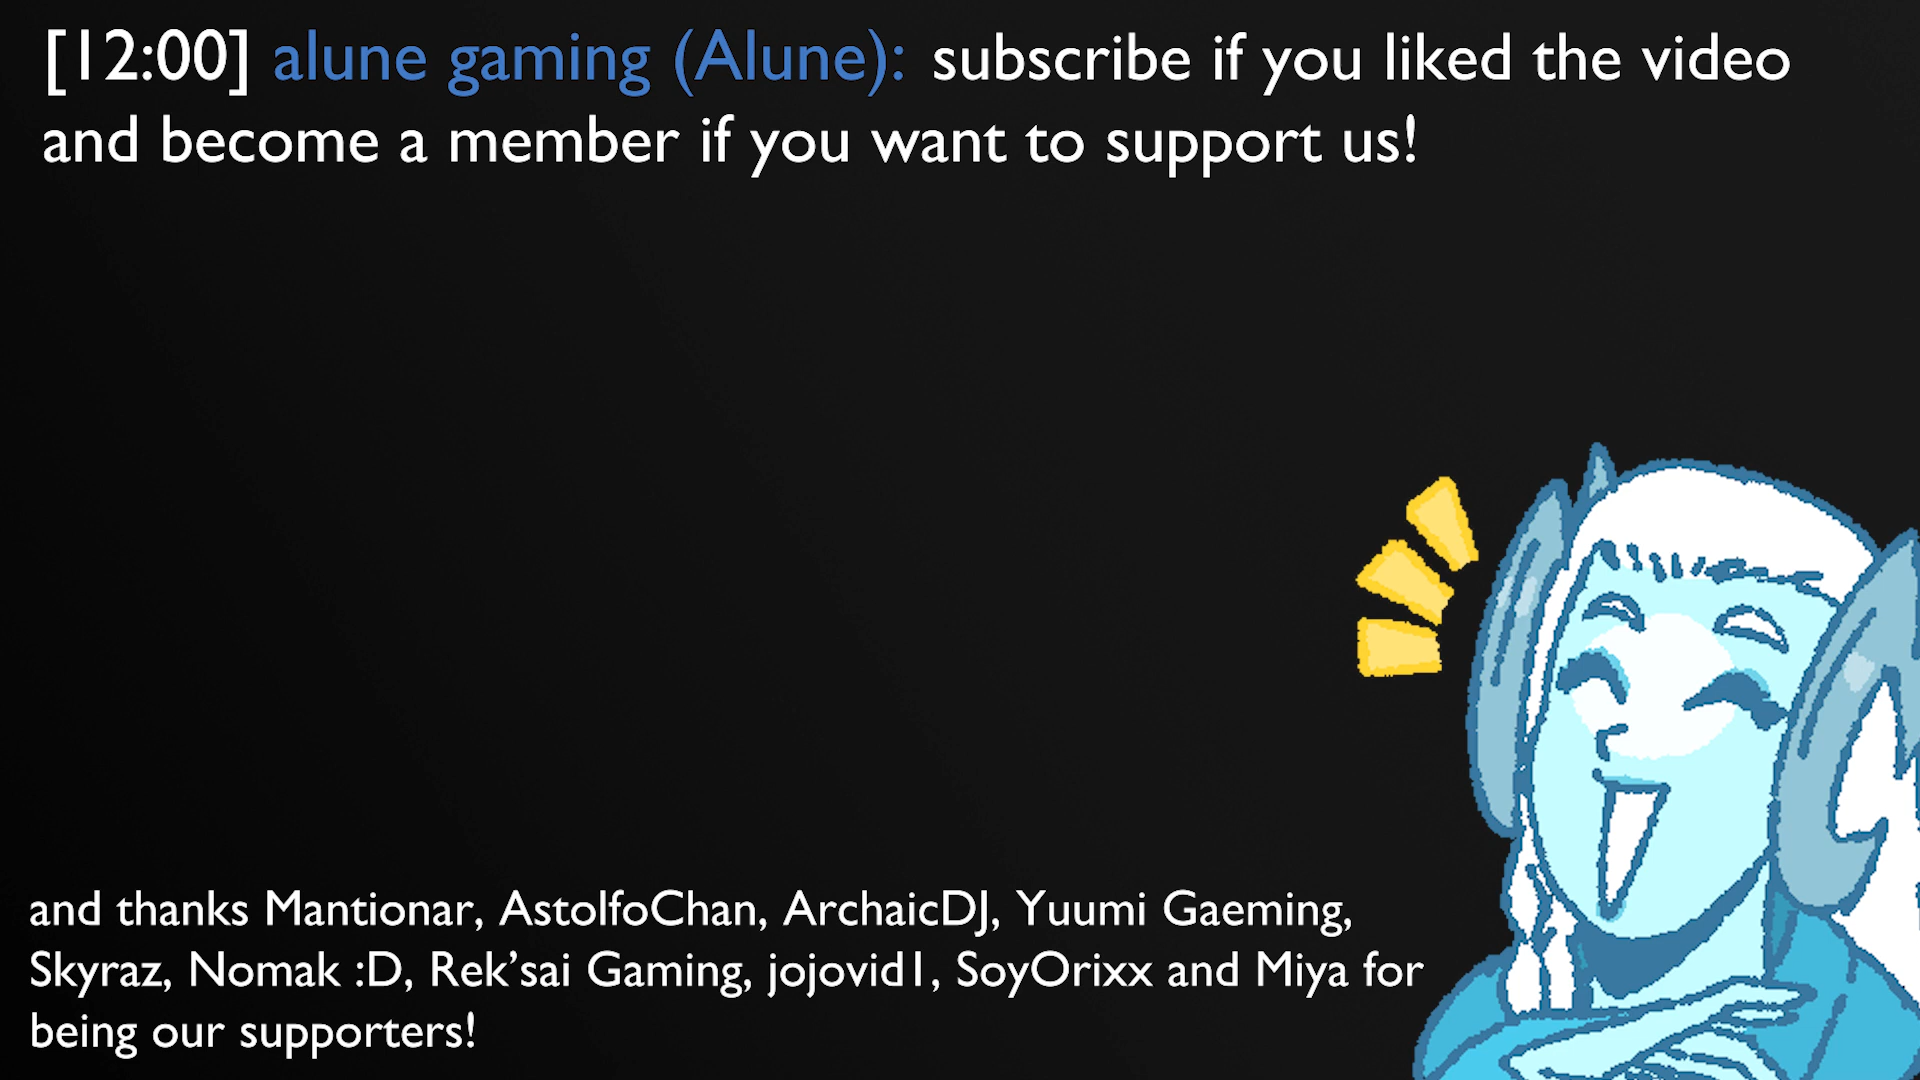 [12:00] alune gaming (Alune): subscribe if you liked the video
and become a member if you want to support us!
and thanks Mantionar, AstolfoChan, ArchaicDJ, Yuumi Gaeming,
Skyraz, Nomak :D, Rek’sai Gaming, jojovid1, SoyOrixx and Miya for
being our supporters!